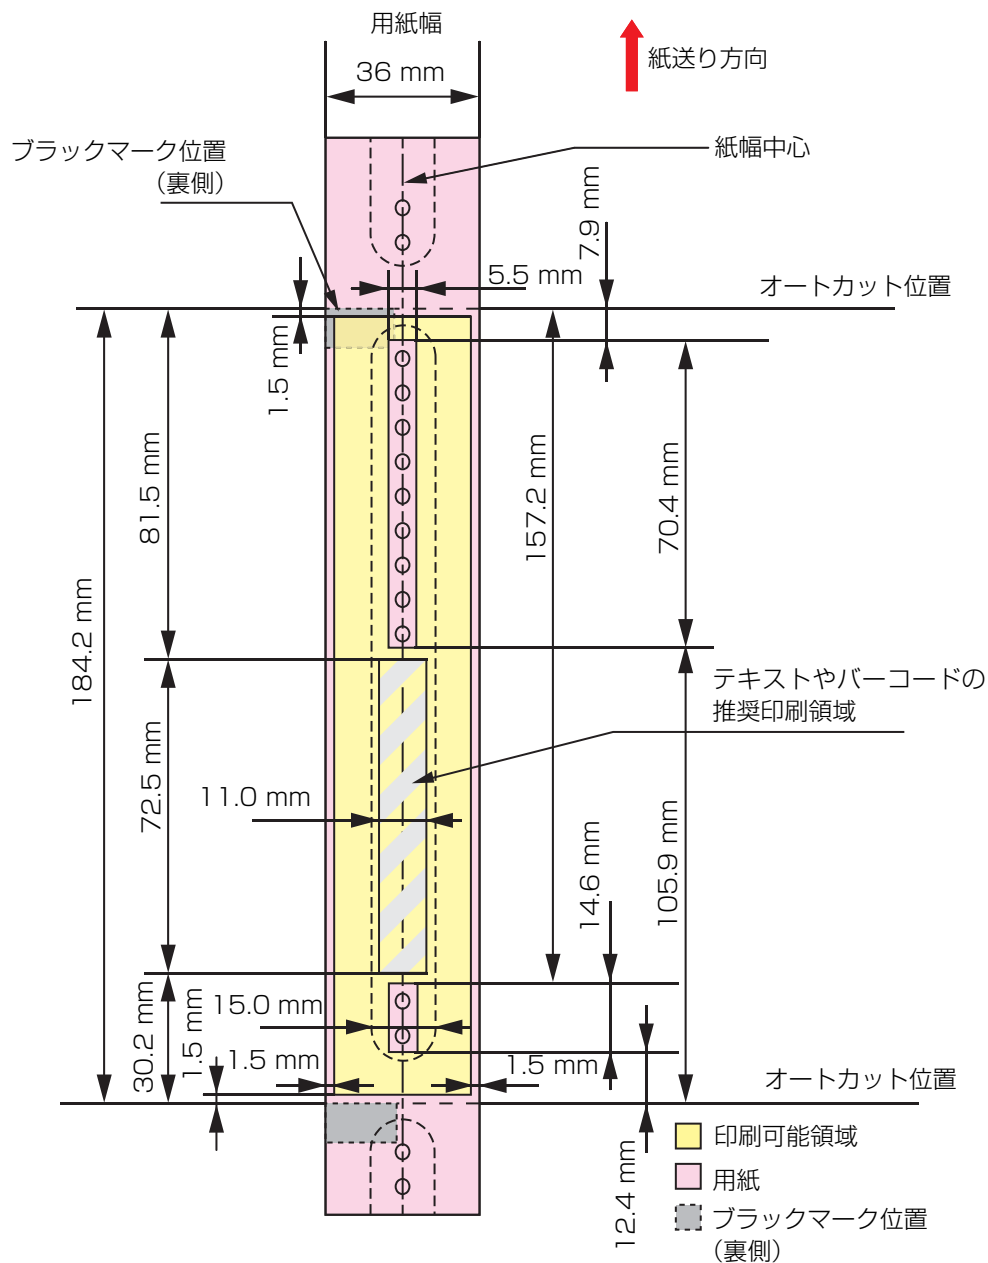 用紙幅
36 mm
紙送り方向
ブラックマーク位置
（裏側）
紙幅中心
7.9 mm
5.5 mm
オートカット位置
1.5 mm
81.5 mm
157.2 mm
70.4 mm
184.2 mm
テキストやバーコードの
推奨印刷領域
72.5 mm
11.0 mm
14.6 mm
105.9 mm
30.2 mm
1.5 mm
15.0 mm
1.5 mm
1.5 mm
オートカット位置
12.4 mm
印刷可能領域
用紙
ブラックマーク位置
（裏側）